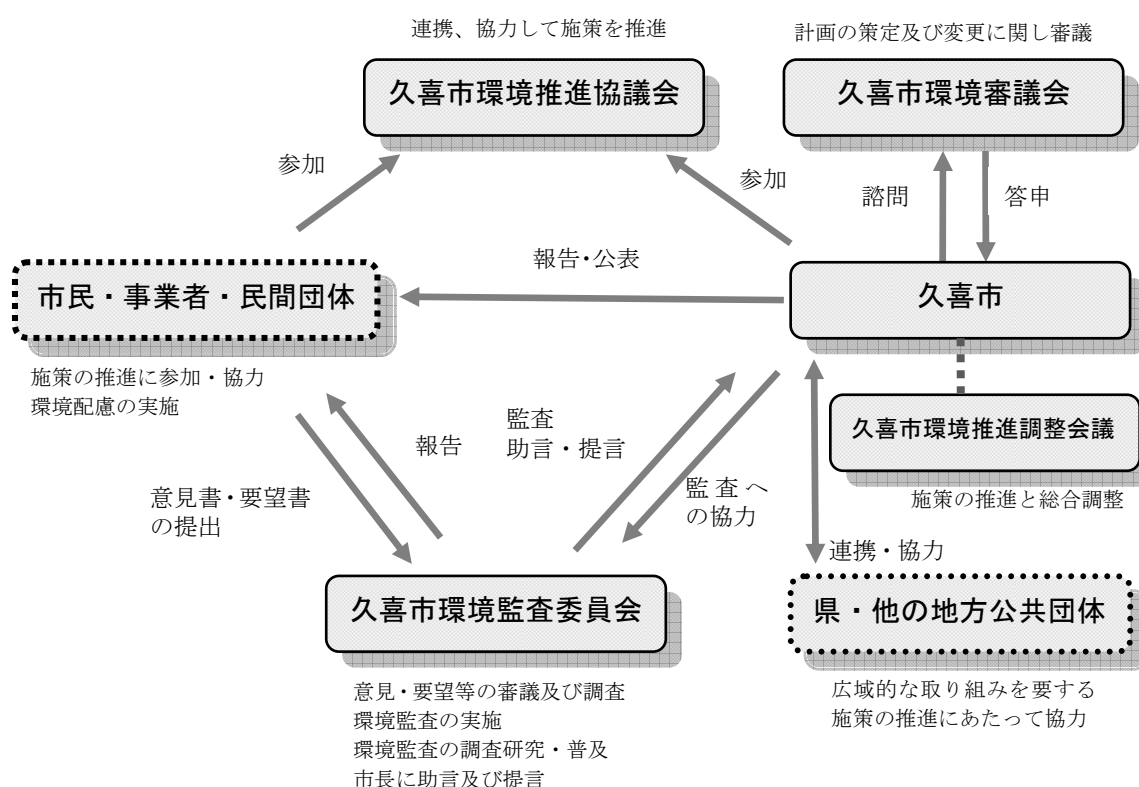 連携、協力して施策を推進
計画の策定及び変更に関し審議
久喜市環境推進協議会
久喜市環境審議会
参加
参加
諮問
答申
報告・公表
市民・事業者・民間団体
久喜市
施策の推進に参加・協力
環境配慮の実施
久喜市環境推進調整会議
施策の推進と総合調整
報告
監査
助言・提言
意見書・要望書
の提出
監査へ
の協力
連携・協力
久喜市環境監査委員会
県・他の地方公共団体
意見・要望等の審議及び調査
環境監査の実施
環境監査の調査研究・普及
市長に助言及び提言
広域的な取り組みを要する
施策の推進にあたって協力